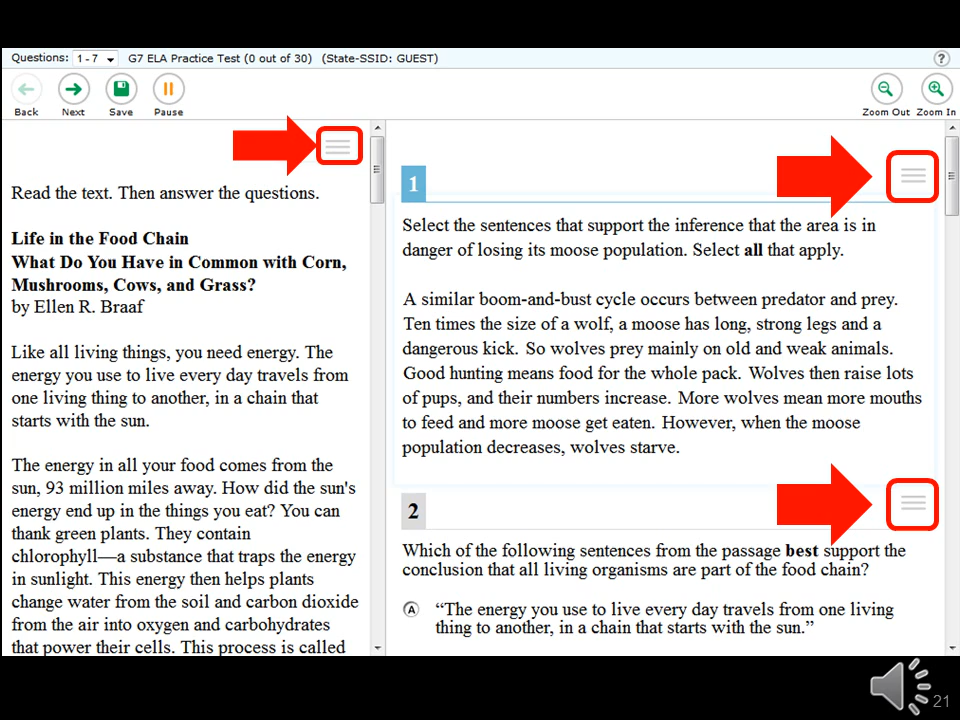 Questions: 1 - 7 G7 ELA Practice Test (0 out of 30) (State-SSID: GUEST) ?
Back Next Save Pause Zoom Out Zoom In
Read the text. Then answer the questions.
Life in the Food Chain
What Do You Have in Common with Corn,
Mushrooms, Cows, and Grass?
by Ellen R. Braaf
Like all living things, you need energy. The
energy you use to live every day travels from
one living thing to another, in a chain that
starts with the sun.
The energy in all your food comes from the
sun, 93 million miles away. How did the sun's
energy end up in the things you eat? You can
thank green plants. They contain
chlorophyll—a substance that traps the energy
in sunlight. This energy then helps plants
change water from the soil and carbon dioxide
from the air into oxygen and carbohydrates
that power their cells. This process is called
1
Select the sentences that support the inference that the area is in
danger of losing its moose population. Select all that apply.
A similar boom-and-bust cycle occurs between predator and prey.
Ten times the size of a wolf, a moose has long, strong legs and a
dangerous kick. So wolves prey mainly on old and weak animals.
Good hunting means food for the whole pack. Wolves then raise lots
of pups, and their numbers increase. More wolves mean more mouths
to feed and more moose get eaten. However, when the moose
population decreases, wolves starve.
2
Which of the following sentences from the passage best support the
conclusion that all living organisms are part of the food chain?
A “The energy you use to live every day travels from one living
thing to another, in a chain that starts with the sun.”
21